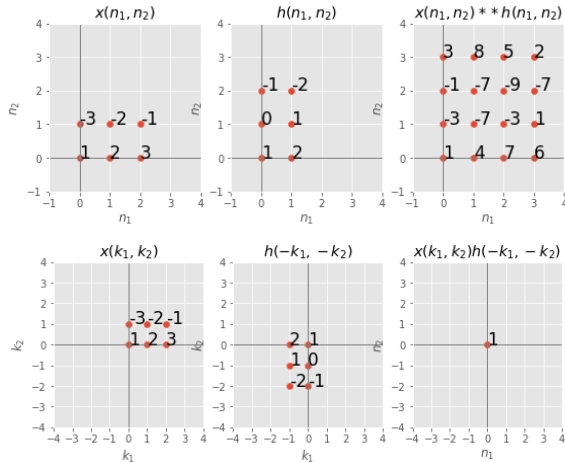 x(n₁, n₂)
4
3
2
1
0
−1
n₂
-3 -2 -1
1 2 3
−1 0 1 2 3 4
n₁
h(n₁, n₂)
4
3
2
1
0
−1
n₂
-1 -2
0 1
1 2
−1 0 1 2 3 4
n₁
x(n₁, n₂) * * h(n₁, n₂)
4
3
2
1
0
−1
n₂
3 8 5 2
-1 -7 -9 -7
-3 -7 -3 1
1 4 7 6
−1 0 1 2 3 4
n₁
x(k₁, k₂)
4
3
2
1
0
−1
−2
−3
−4
k₂
-3 -2 -1
1 2 3
−4 −3 −2 −1 0 1 2 3 4
k₁
h(−k₁, −k₂)
4
3
2
1
0
−1
−2
−3
−4
k₂
2 1
1 0
-2 -1
−4 −3 −2 −1 0 1 2 3 4
k₁
x(k₁, k₂)h(−k₁, −k₂)
4
3
2
1
0
−1
−2
−3
−4
n₂
1
−4 −3 −2 −1 0 1 2 3 4
n₁